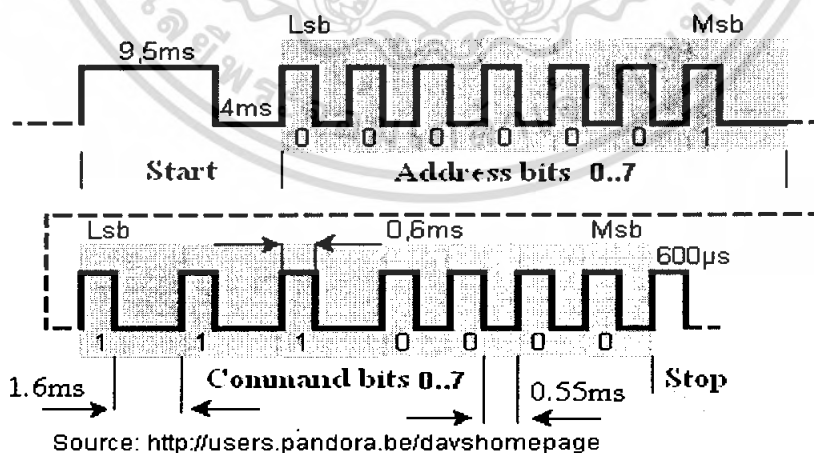 Lsb Msb
9,5ms
4ms
0 0 0 0 0 0 1
Start Address bits 0..7
Lsb 0,6ms Msb
600µs
1 1 1 0 0 0 0
1.6ms Command bits 0..7 0.55ms Stop
Source: http://users.pandora.be/davshomepage